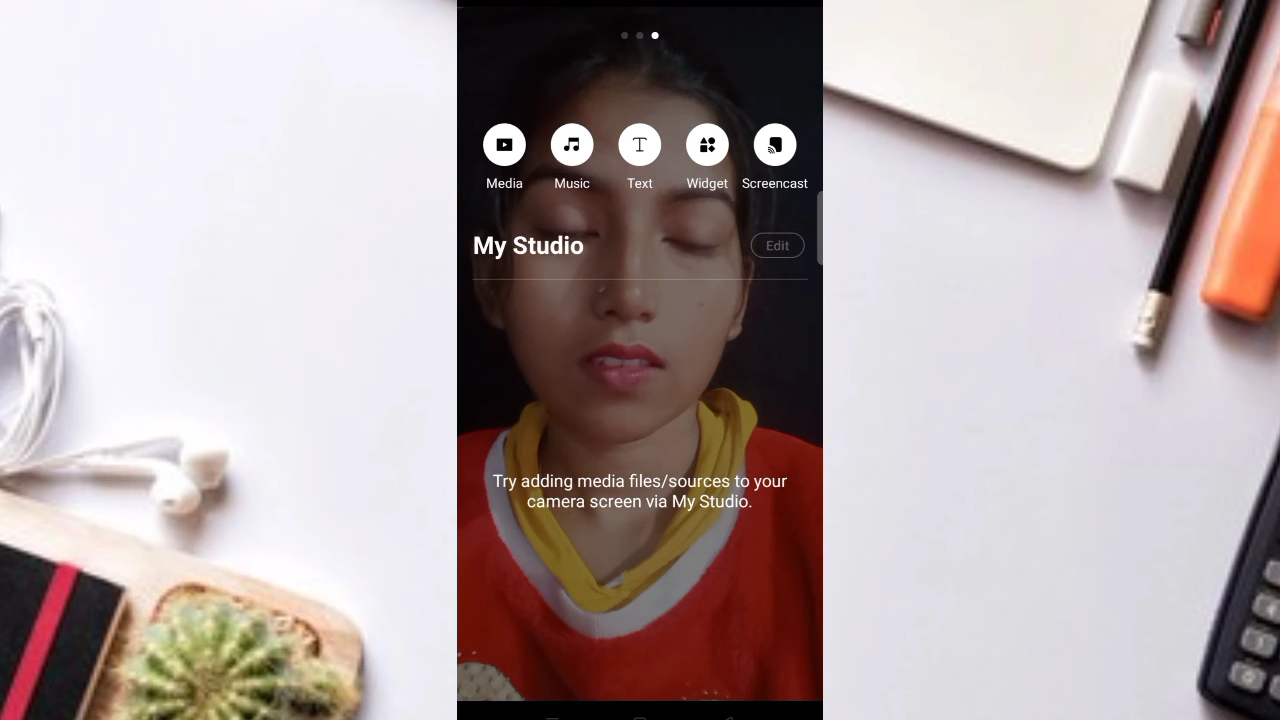 Media Music Text Widget Screencast
My Studio Edit
Try adding media files/sources to your
camera screen via My Studio.